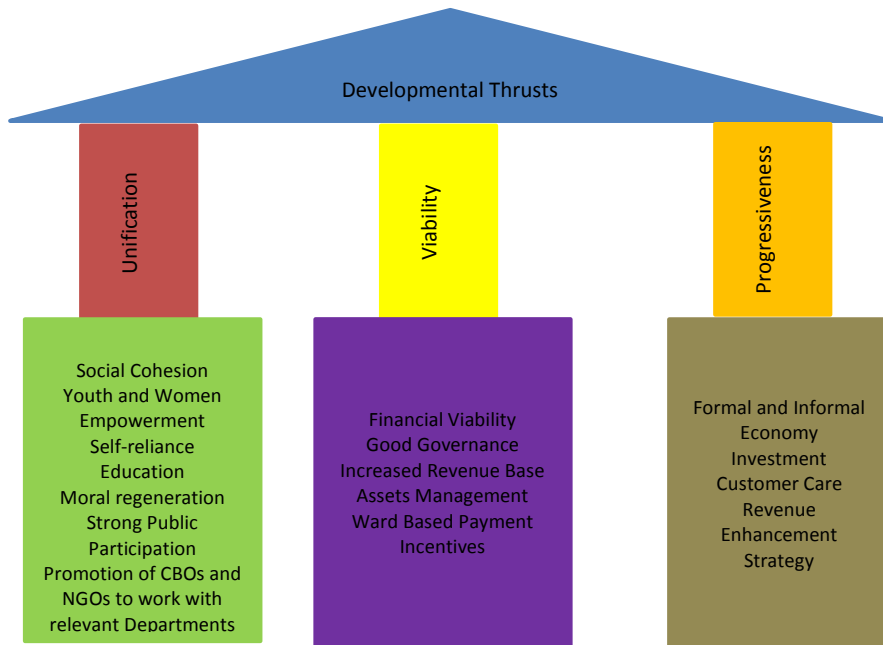 Developmental Thrusts
Unification
Viability
Progressiveness
Social Cohesion
Youth and Women
Empowerment
Self-reliance
Education
Moral regeneration
Strong Public
Participation
Promotion of CBOs and
NGOs to work with
relevant Departments
Financial Viability
Good Governance
Increased Revenue Base
Assets Management
Ward Based Payment
Incentives
Formal and Informal
Economy
Investment
Customer Care
Revenue
Enhancement
Strategy